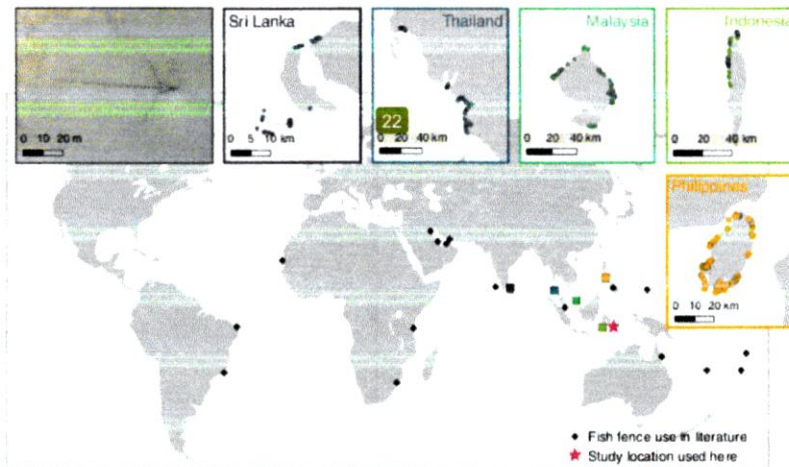 Sri Lanka
Thailand
Malaysia
Indonesia
22
0 10 20 m
0 5 10 km
0 20 40 km
0 20 40 km
0 20 40 km
Philippines
0 10 20 km
Fish fence use in literature
Study location used here